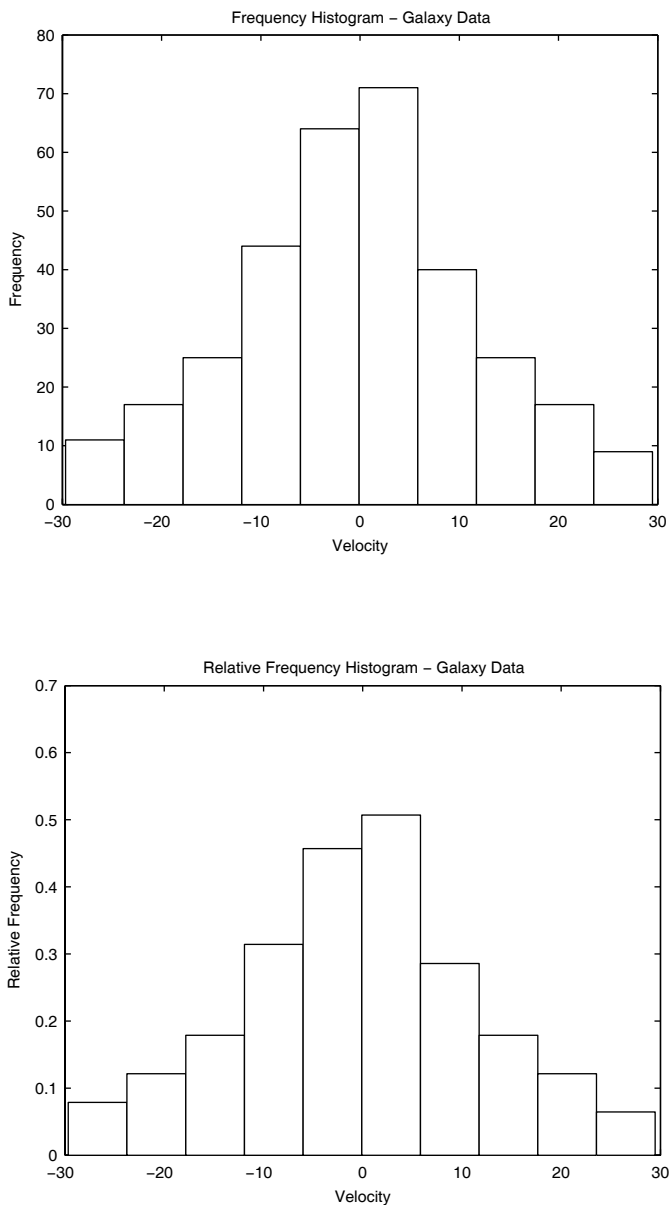 Frequency Histogram – Galaxy Data
80
70
60
50
40
30
20
10
0
Frequency
−30 −20 −10 0 10 20 30
Velocity
Relative Frequency Histogram – Galaxy Data
0.7
0.6
0.5
0.4
0.3
0.2
0.1
0
Relative Frequency
−30 −20 −10 0 10 20 30
Velocity